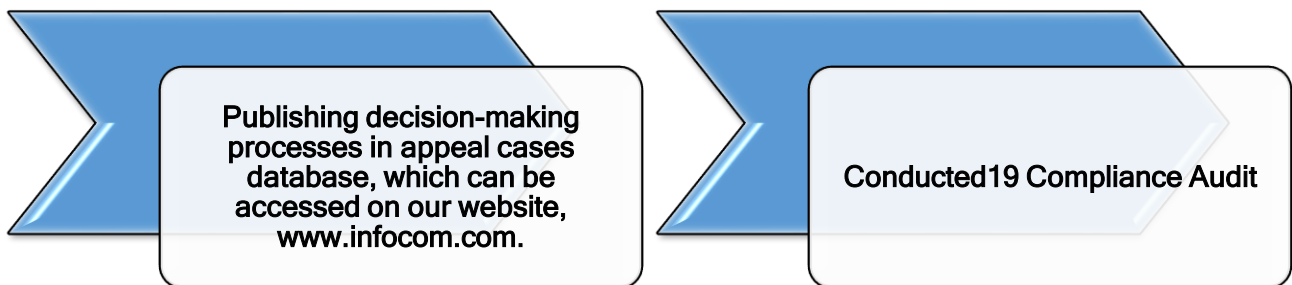 Publishing decision-making
processes in appeal cases
database, which can be
accessed on our website,
www.infocom.com.
Conducted19 Compliance Audit